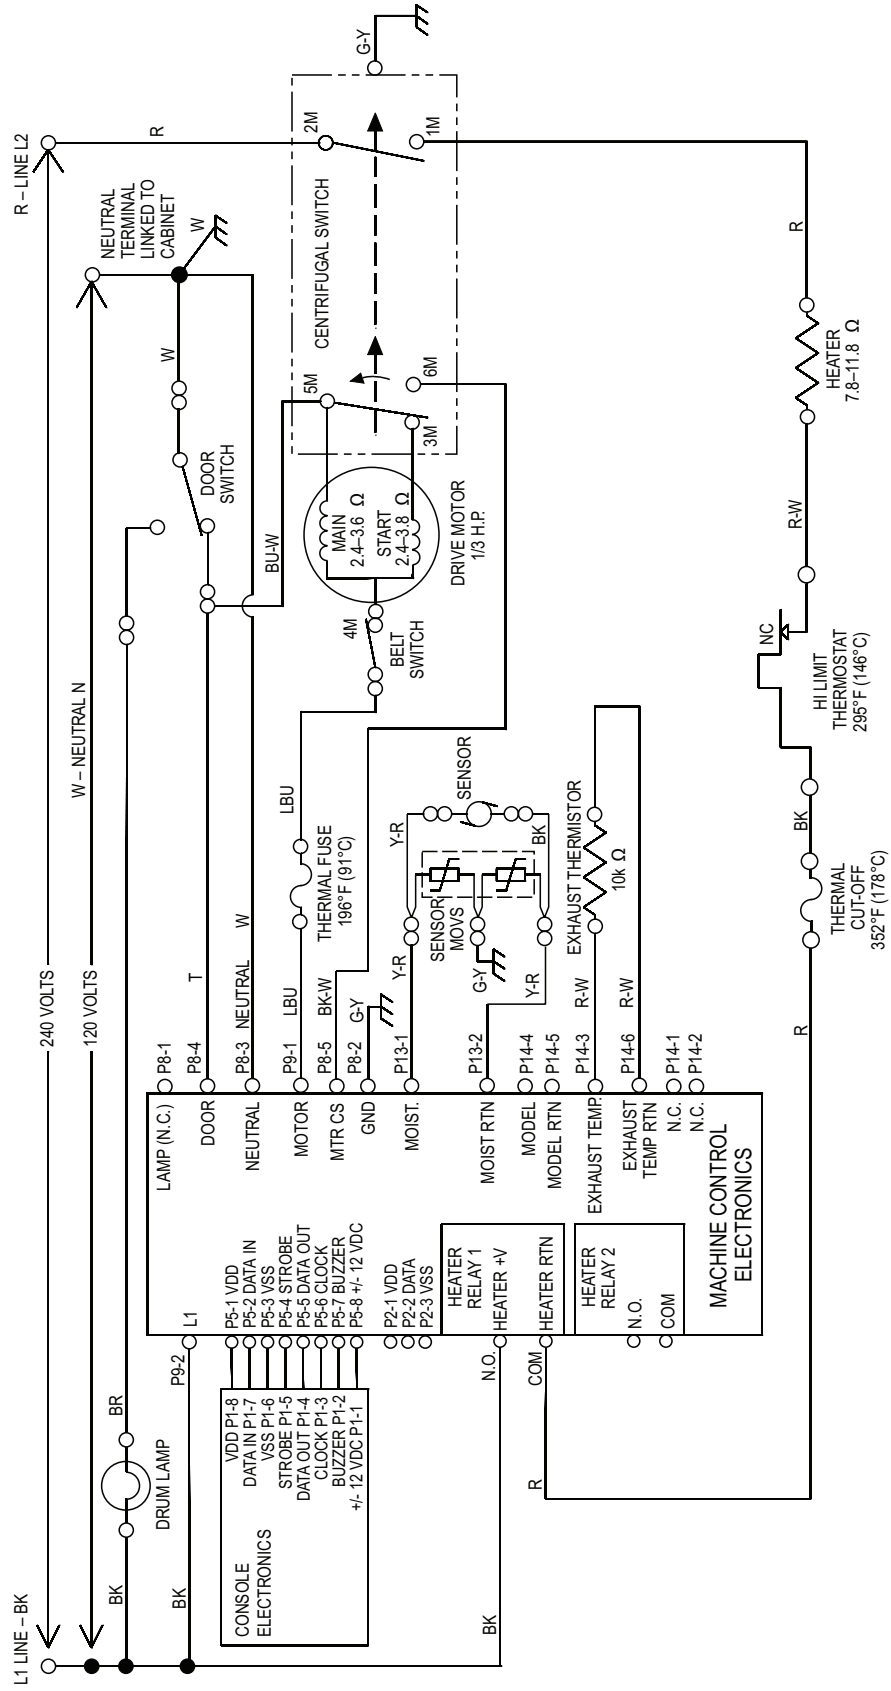 L1 LINE – BK
R – LINE L2
240 VOLTS
W – NEUTRAL N
120 VOLTS
NEUTRAL
TERMINAL
LINKED TO
CABINET
W
R
BK
DRUM LAMP
BR
DOOR
SWITCH
W
BK
P9-2
L1
LAMP (N.C.)
P8-1
DOOR
P8-4
T
NEUTRAL
P8-3
NEUTRAL
W
BU-W
MOTOR
P9-1
LBU
THERMAL FUSE
196°F (91°C)
LBU
4M
BELT
SWITCH
MAIN
2.4–3.6 Ω
START
2.4–3.8 Ω
DRIVE MOTOR
1/3 H.P.
5M
3M
6M
CENTRIFUGAL SWITCH
2M
1M
G-Y
MTR CS
P8-5
BK-W
GND
P8-2
G-Y
MOIST.
P13-1
Y-R
Y-R
SENSOR
MOVS
SENSOR
G-Y
BK
MOIST RTN
P13-2
Y-R
MODEL
P14-4
MODEL RTN
P14-5
EXHAUST TEMP.
P14-3
R-W
EXHAUST THERMISTOR
10k Ω
EXHAUST
TEMP RTN
P14-6
R-W
N.C.
P14-1
N.C.
P14-2
MACHINE CONTROL
ELECTRONICS
CONSOLE
ELECTRONICS
VDD P1-8
DATA IN P1-7
VSS P1-6
STROBE P1-5
DATA OUT P1-4
CLOCK P1-3
BUZZER P1-2
+/- 12 VDC P1-1
P5-1 VDD
P5-2 DATA IN
P5-3 VSS
P5-4 STROBE
P5-5 DATA OUT
P5-6 CLOCK
P5-7 BUZZER
P5-8 +/- 12 VDC
P2-1 VDD
P2-2 DATA
P2-3 VSS
HEATER
RELAY 1
HEATER +V
HEATER RTN
N.O.
COM
BK
R
HEATER
RELAY 2
N.O.
COM
R
THERMAL
CUT-OFF
352°F (178°C)
BK
HI LIMIT
THERMOSTAT
295°F (146°C)
NC
R-W
HEATER
7.8–11.8 Ω
R